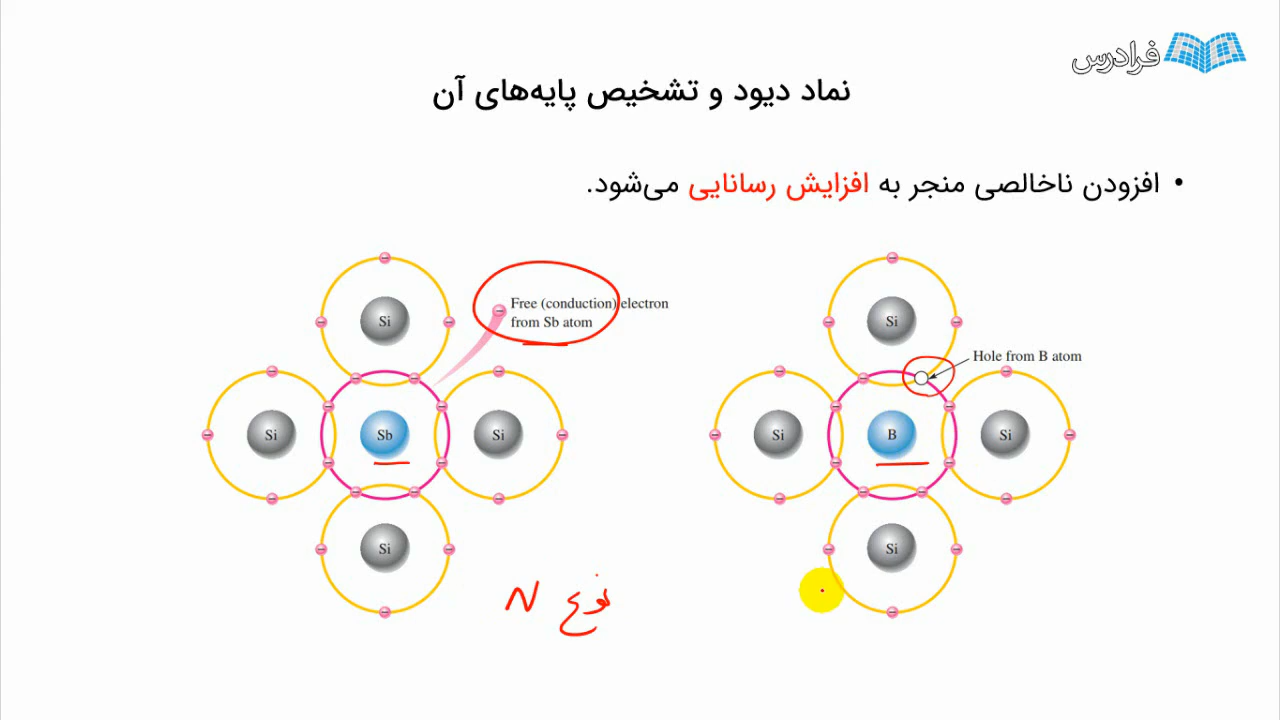 فرادرس
نماد دیود و تشخیص پایه‌های آن
• افزودن ناخالصی منجر به افزایش رسانایی می‌شود.
Si
Free (conduction) electron
from Sb atom
Si
Sb
Si
Si
نوع N
Si
Hole from B atom
Si
B
Si
Si